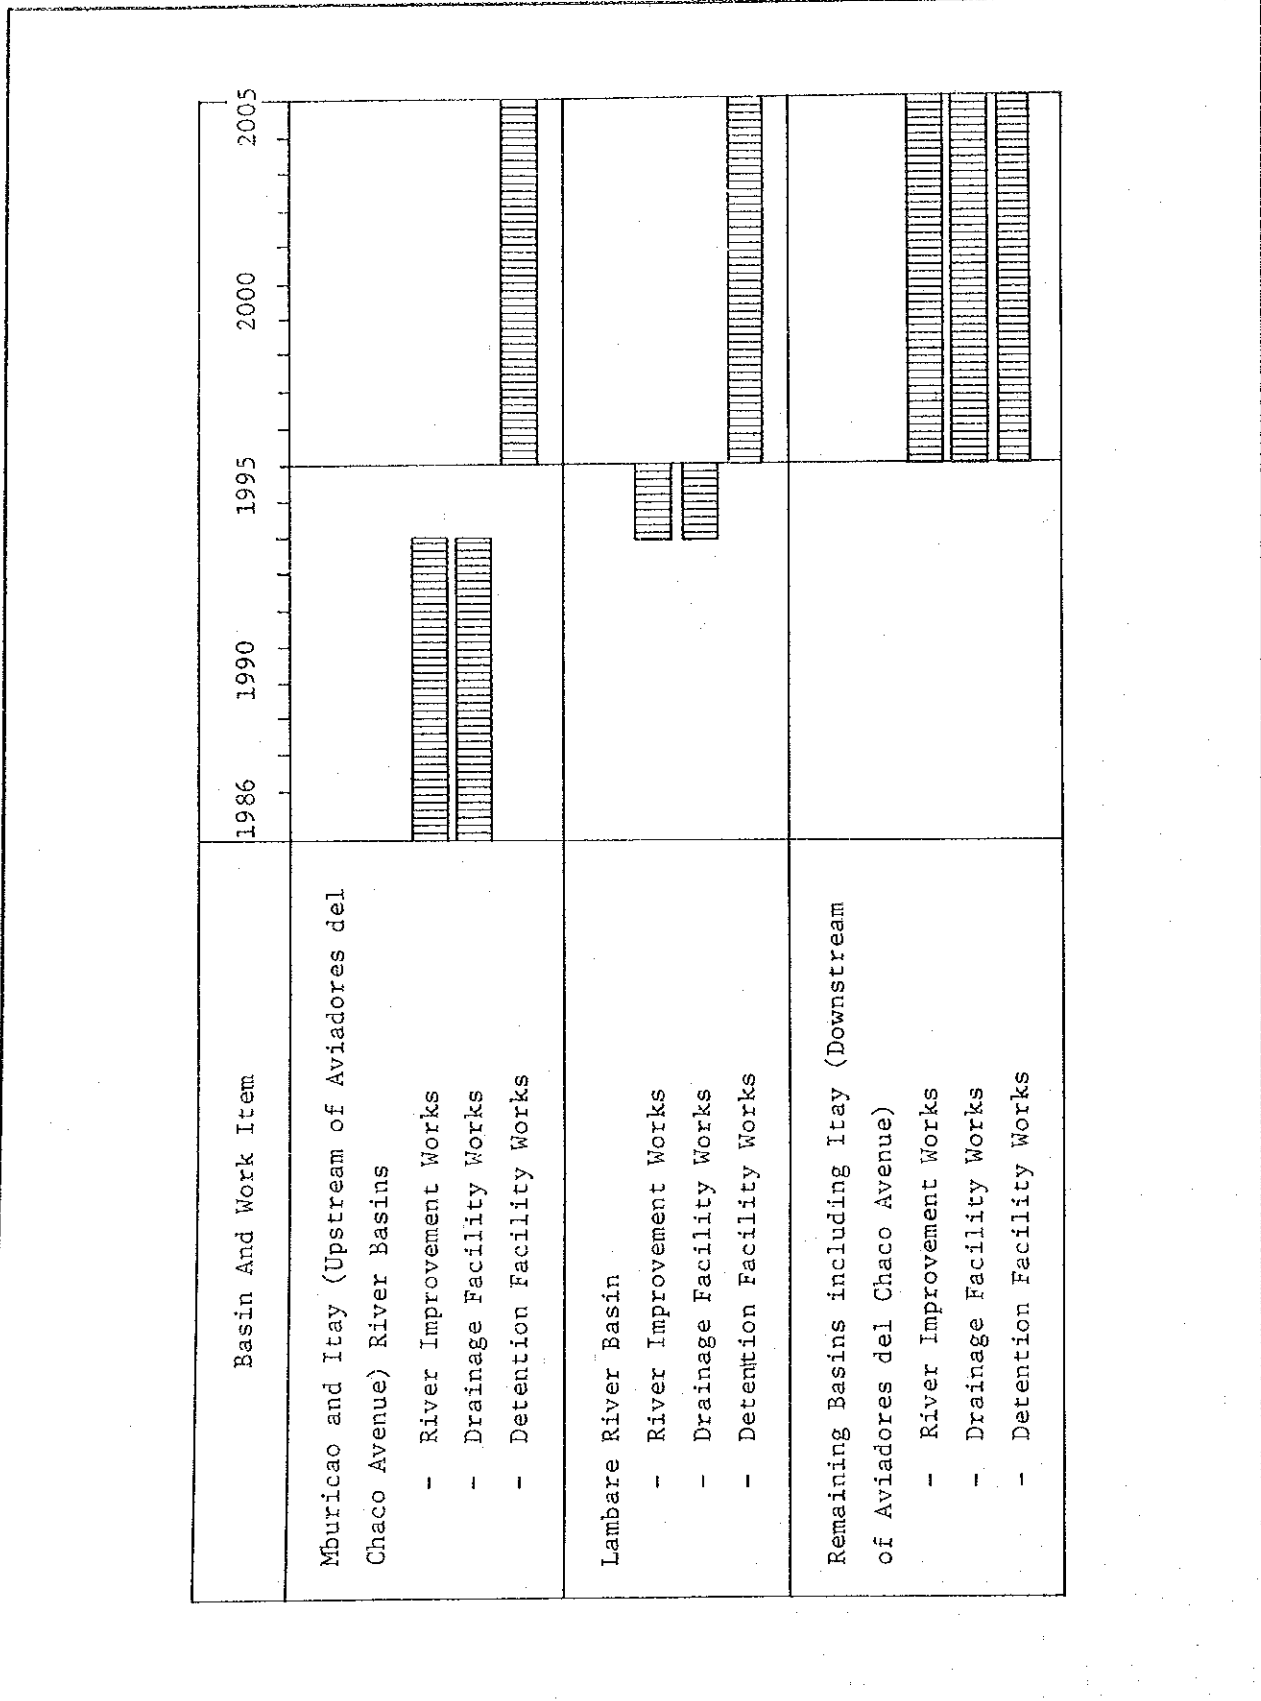 Basin And Work Item 1986 1990 1995 2000 2005
Mburicao and Itay (Upstream of Aviadores del
Chaco Avenue) River Basins
- River Improvement Works
- Drainage Facility Works
- Detention Facility Works
Lambare River Basin
- River Improvement Works
- Drainage Facility Works
- Detention Facility Works
Remaining Basins including Itay (Downstream
of Aviadores del Chaco Avenue)
- River Improvement Works
- Drainage Facility Works
- Detention Facility Works